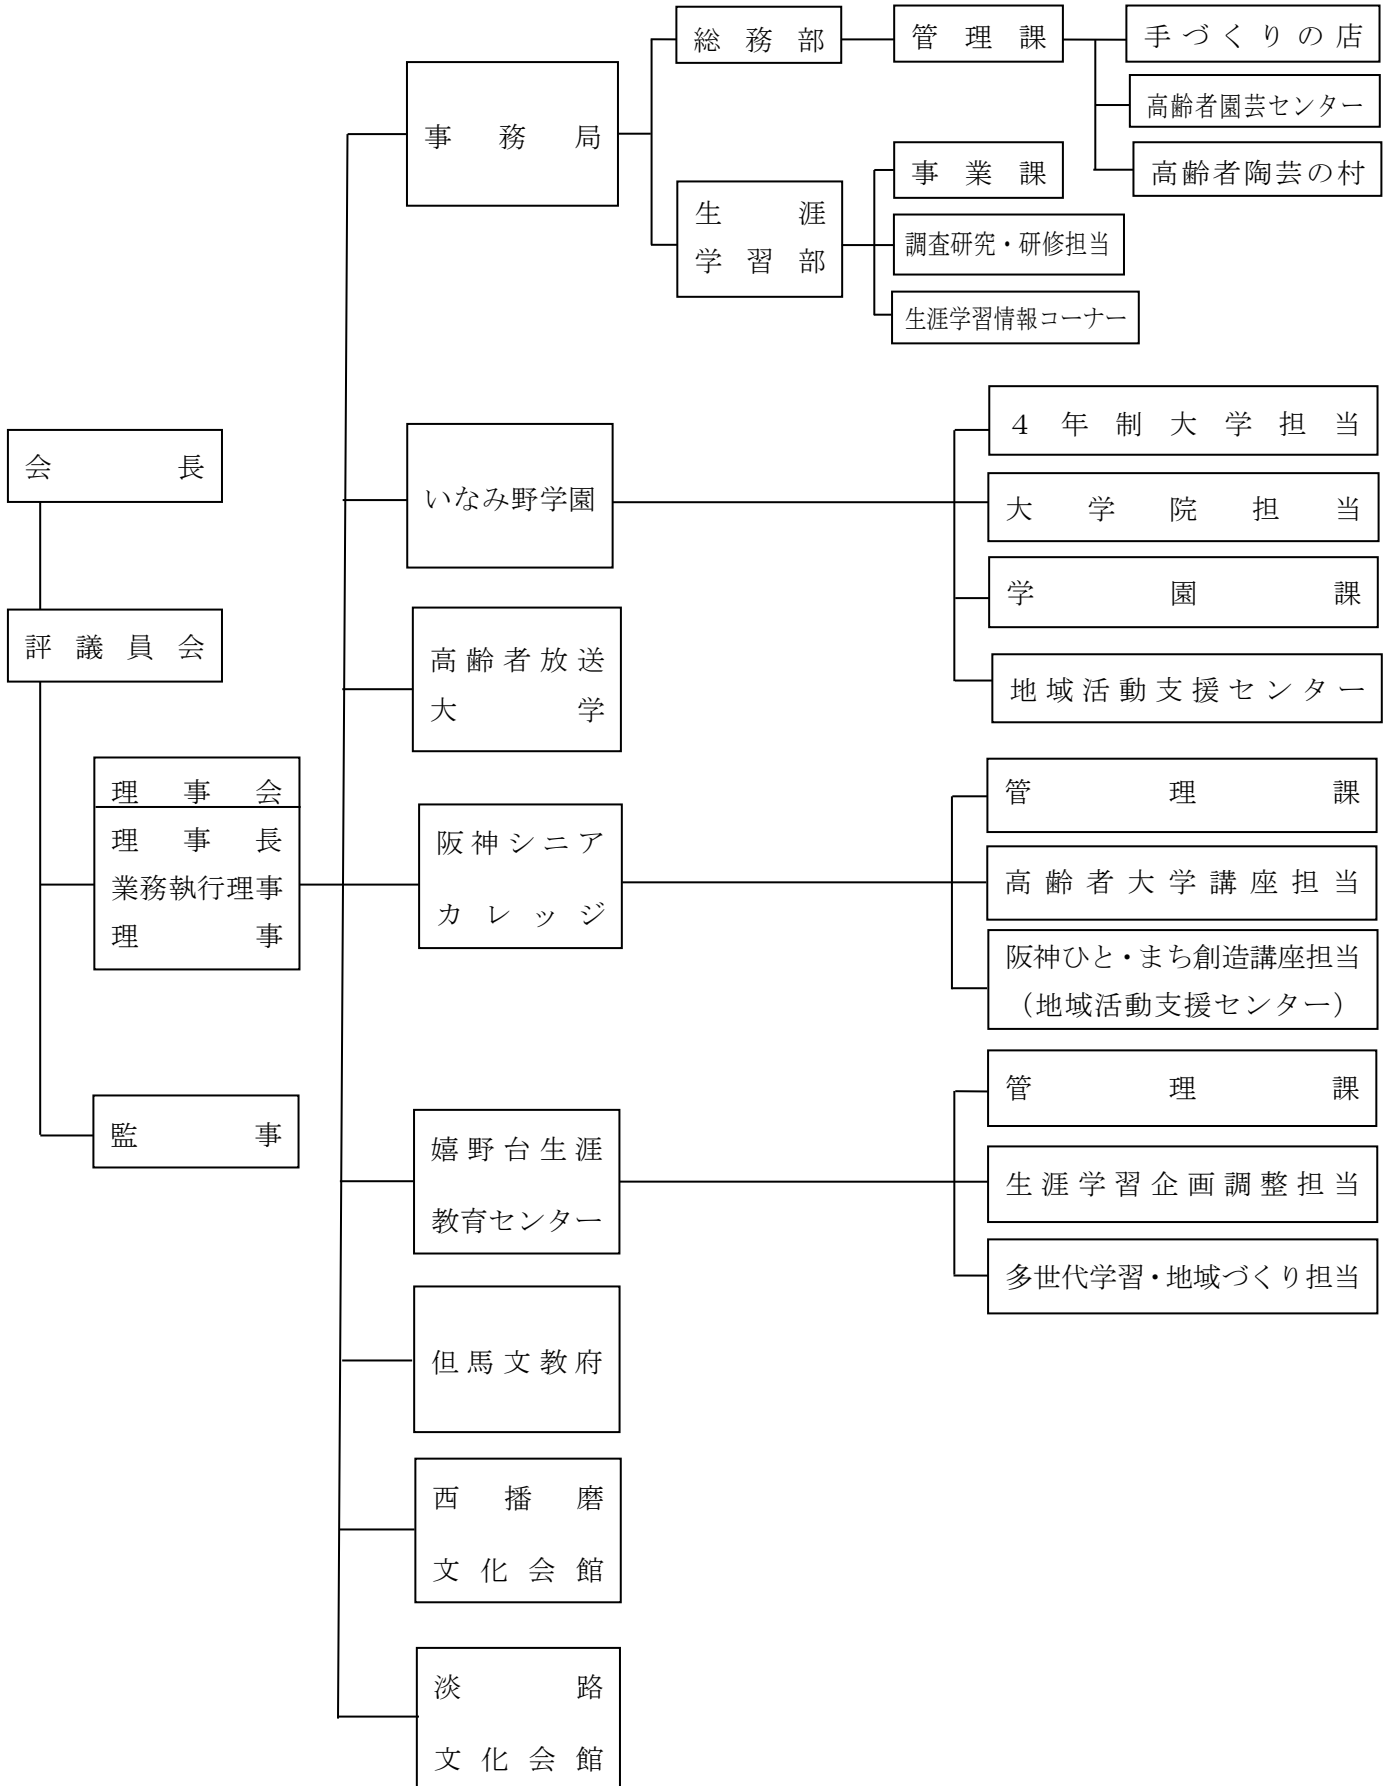 総務部
管理課
手づくりの店
高齢者園芸センター
高齢者陶芸の村
事務局
生涯
学習部
事業課
調査研究・研修担当
生涯学習情報コーナー
会長
評議員会
理事会
理事長
業務執行理事
理事
監事
いなみ野学園
4年制大学担当
大学院担当
学園課
地域活動支援センター
高齢者放送
大学
阪神シニア
カレッジ
管理課
高齢者大学講座担当
阪神ひと・まち創造講座担当
（地域活動支援センター）
嬉野台生涯
教育センター
管理課
生涯学習企画調整担当
多世代学習・地域づくり担当
但馬文教府
西播磨
文化会館
淡路
文化会館